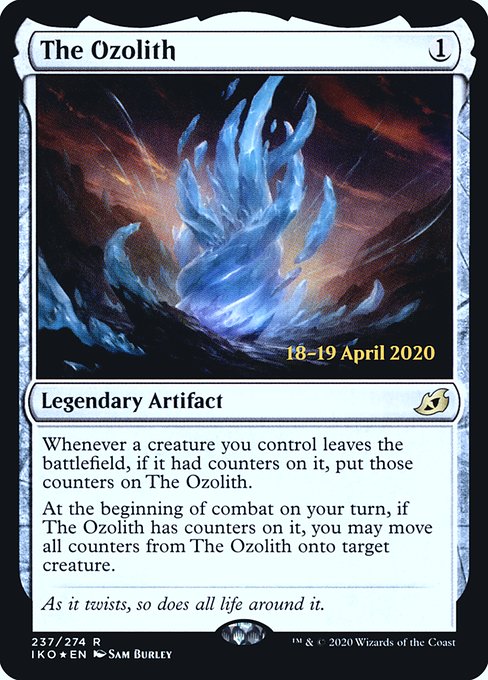 The Ozolith 1
18–19 April 2020
Legendary Artifact
Whenever a creature you control leaves the
battlefield, if it had counters on it, put those
counters on The Ozolith.
At the beginning of combat on your turn, if
The Ozolith has counters on it, you may move
all counters from The Ozolith onto target
creature.
As it twists, so does all life around it.
237/274 R
IKO★EN Sam Burley
™ & © 2020 Wizards of the Coast